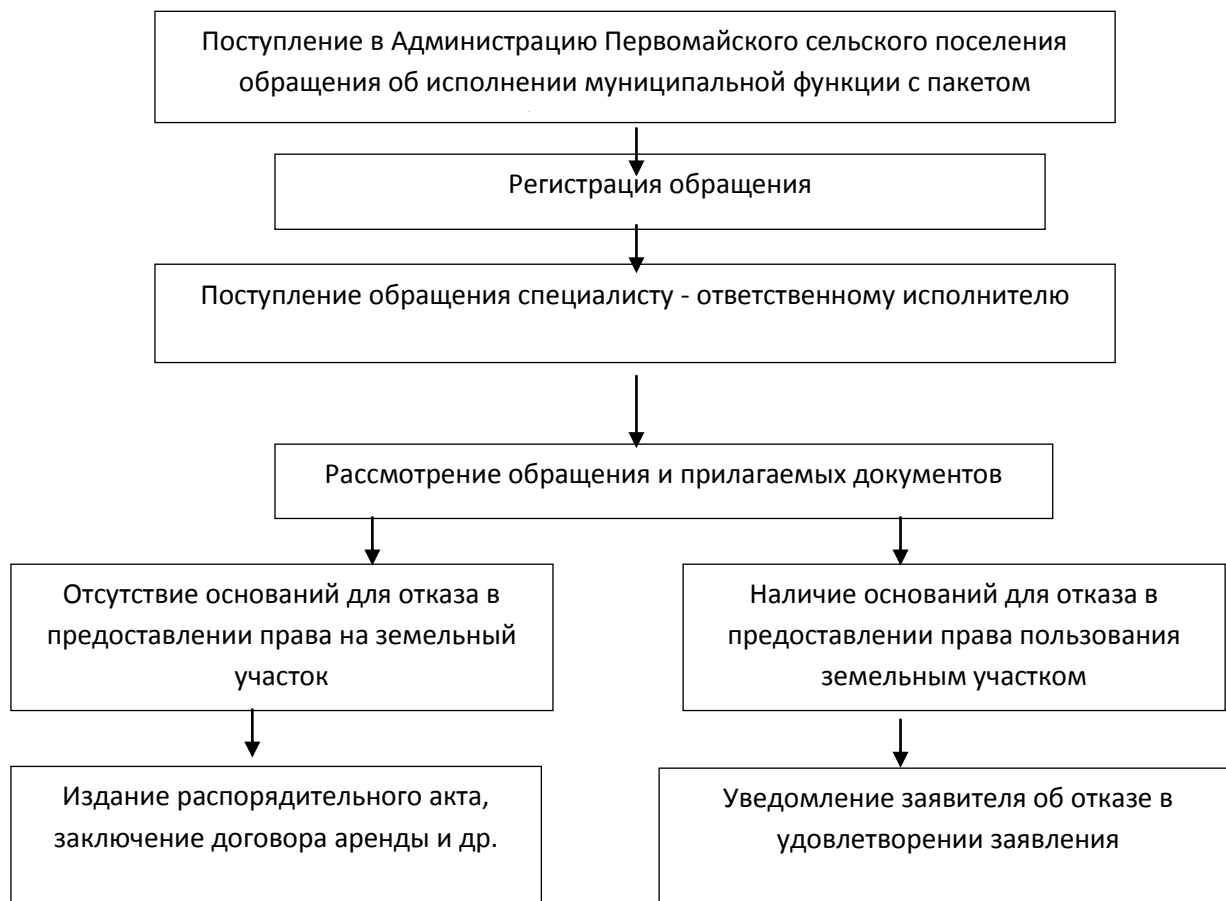 Поступление в Администрацию Первомайского сельского поселения
обращения об исполнении муниципальной функции с пакетом
Регистрация обращения
Поступление обращения специалисту - ответственному исполнителю
Рассмотрение обращения и прилагаемых документов
Отсутствие оснований для отказа в
предоставлении права на земельный
участок
Наличие оснований для отказа в
предоставлении права пользования
земельным участком
Издание распорядительного акта,
заключение договора аренды и др.
Уведомление заявителя об отказе в
удовлетворении заявления